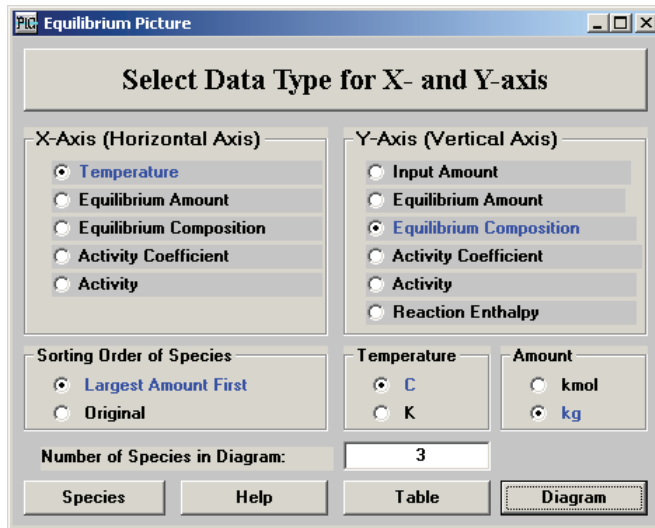 PIC Equilibrium Picture
Select Data Type for X- and Y-axis
X-Axis (Horizontal Axis)
Temperature
Equilibrium Amount
Equilibrium Composition
Activity Coefficient
Activity
Y-Axis (Vertical Axis)
Input Amount
Equilibrium Amount
Equilibrium Composition
Activity Coefficient
Activity
Reaction Enthalpy
Sorting Order of Species
Largest Amount First
Original
Temperature
C
K
Amount
kmol
kg
Number of Species in Diagram: 3
Species Help Table Diagram